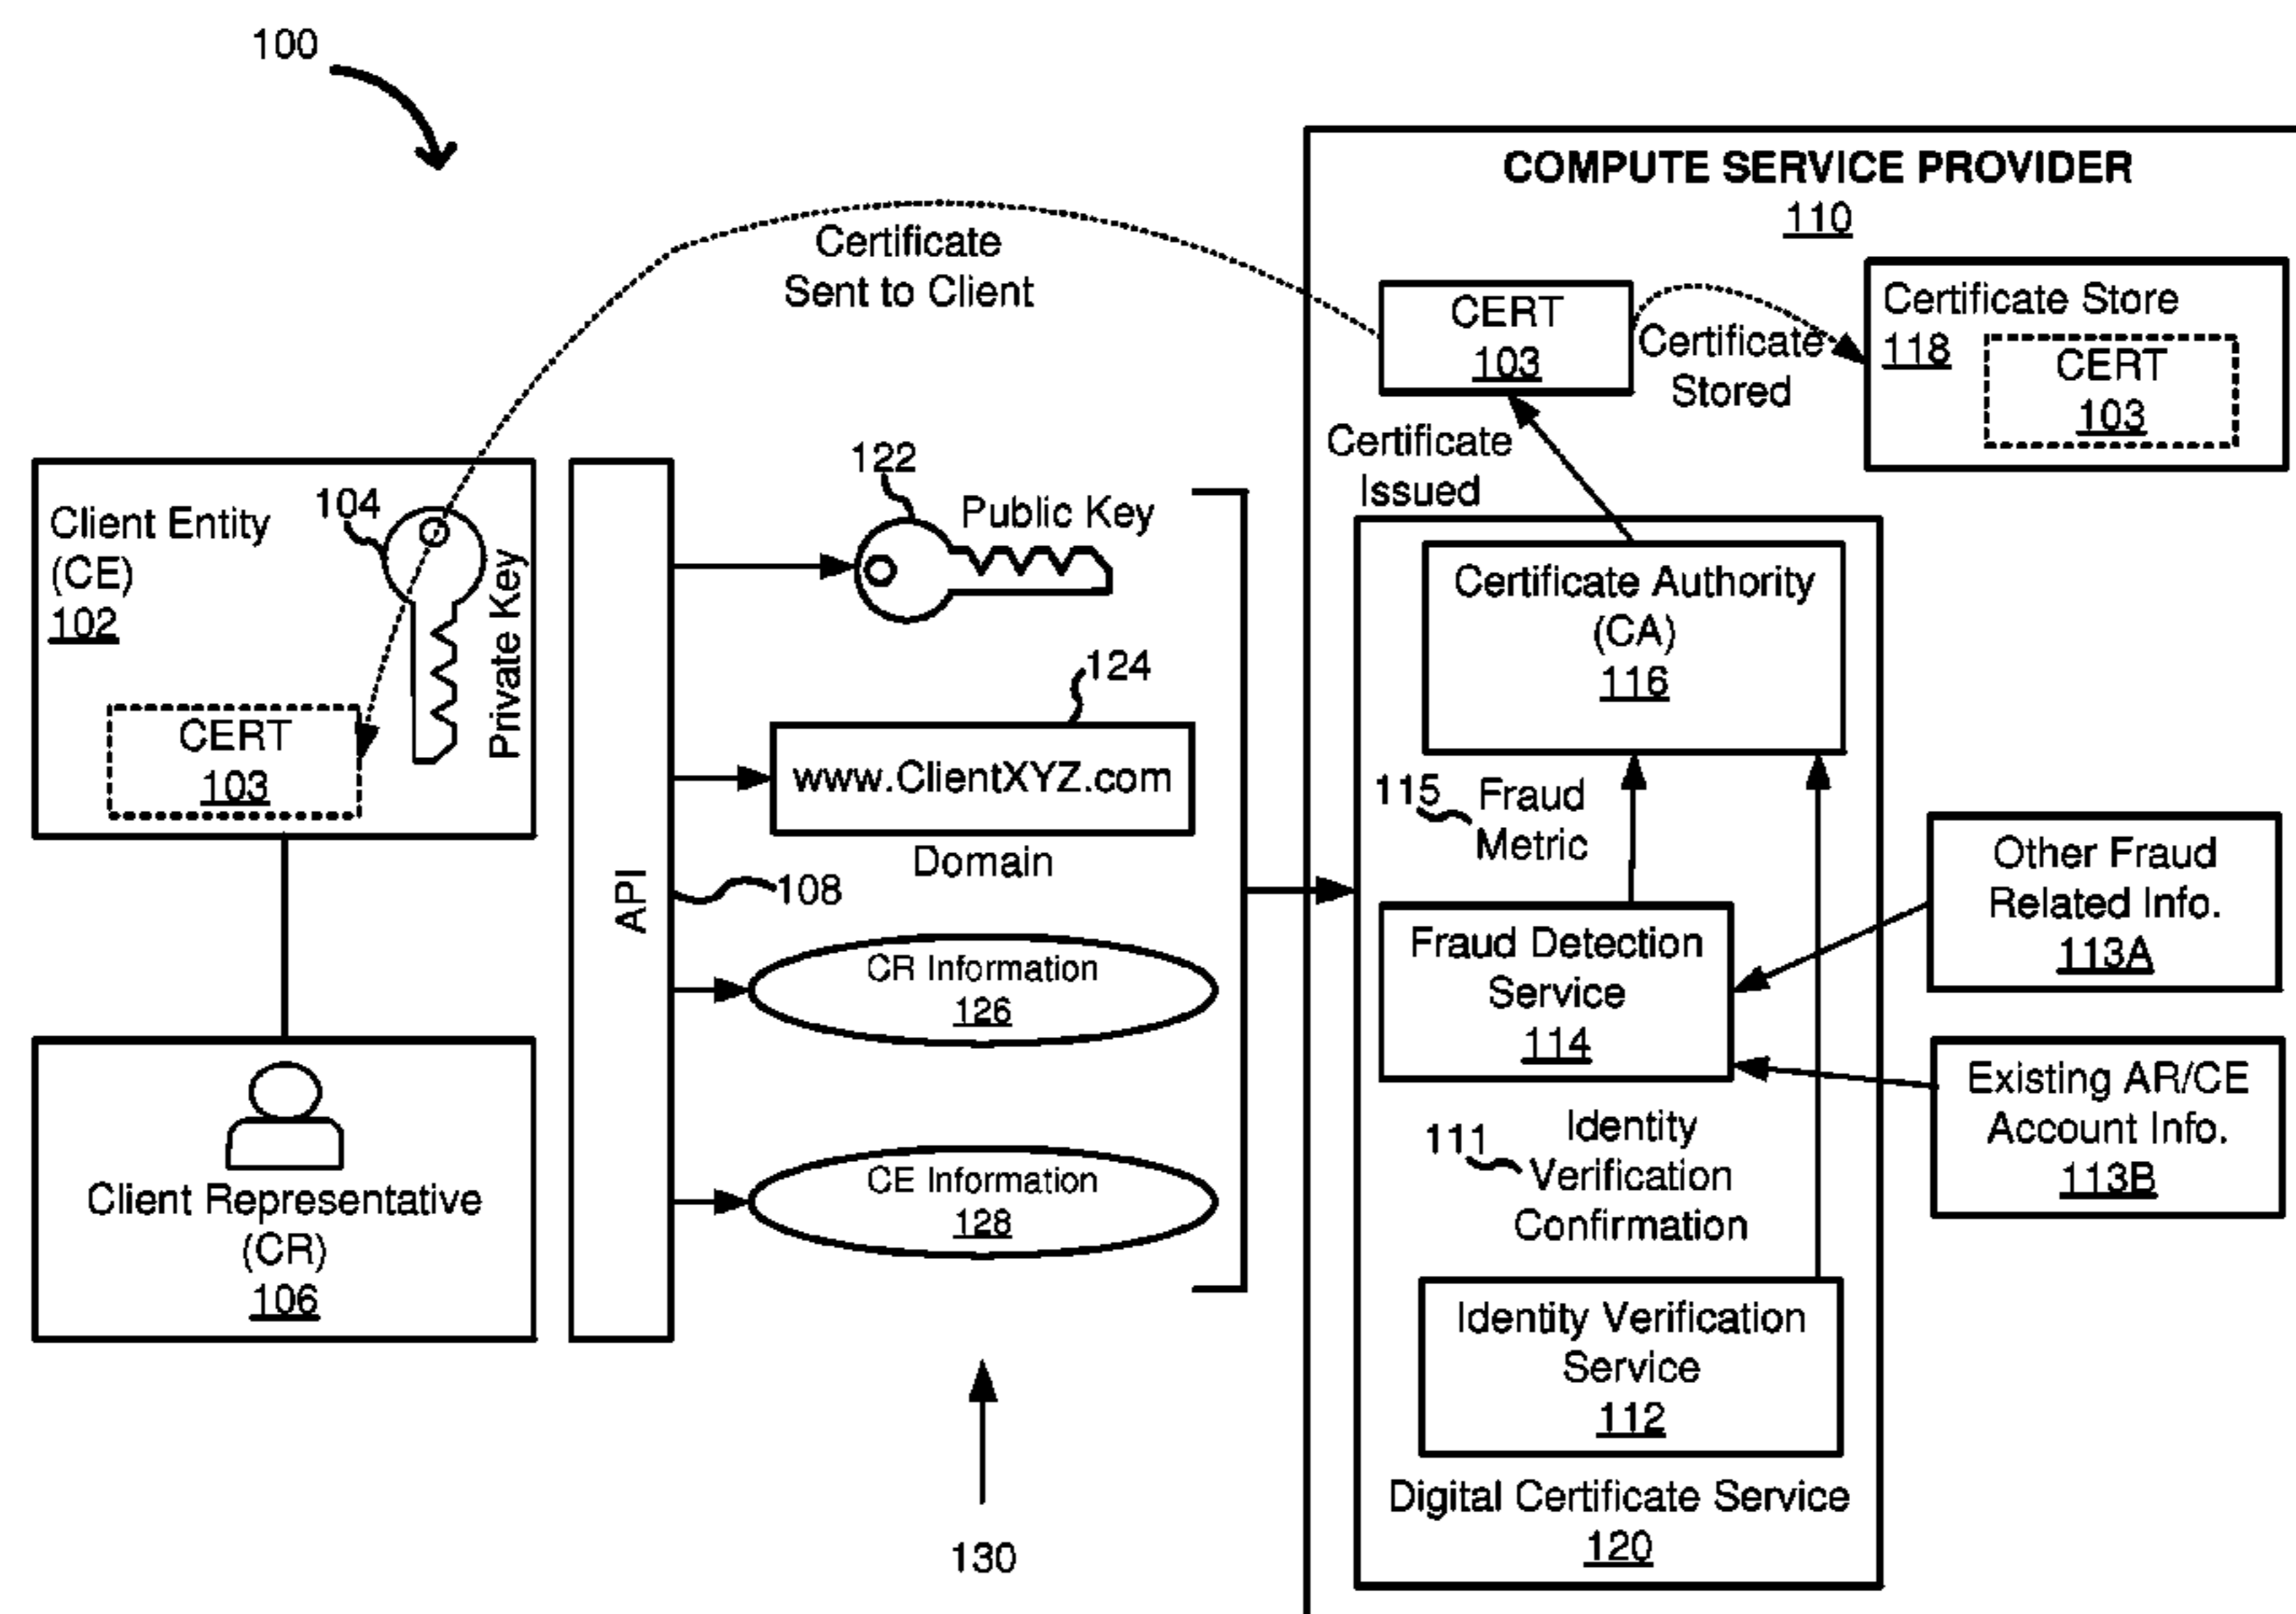 100
COMPUTE SERVICE PROVIDER
110
Certificate
Sent to Client
CERT
103
Certificate
Stored
Certificate Store
118
CERT
103
Certificate
Issued
Client Entity
(CE)
102
104
Private Key
CERT
103
Client Representative
(CR)
106
API
108
122
Public Key
124
www.ClientXYZ.com
Domain
CR Information
126
CE Information
128
130
Certificate Authority
(CA)
116
115
Fraud
Metric
Fraud Detection
Service
114
111
Identity
Verification
Confirmation
Identity Verification
Service
112
Digital Certificate Service
120
Other Fraud
Related Info.
113A
Existing AR/CE
Account Info.
113B